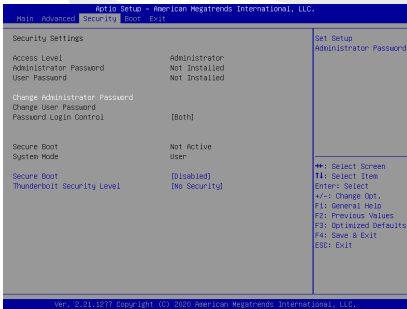 Aptio Setup – American Megatrends International, LLC.
Main Advanced Security Boot Exit
Security Settings
Access Level Administrator
Administrator Password Not Installed
User Password Not Installed
Change Administrator Password
Change User Password
Password Login Control [Both]
Secure Boot Not Active
System Mode User
Secure Boot [Disabled]
Thunderbolt Security Level [No Security]
Set Setup
Administrator Password
↔: Select Screen
↑↓: Select Item
Enter: Select
+/-: Change Opt.
F1: General Help
F2: Previous Values
F3: Optimized Defaults
F4: Save & Exit
ESC: Exit
Ver. 2.21.1277 Copyright (C) 2020 American Megatrends International, LLC.